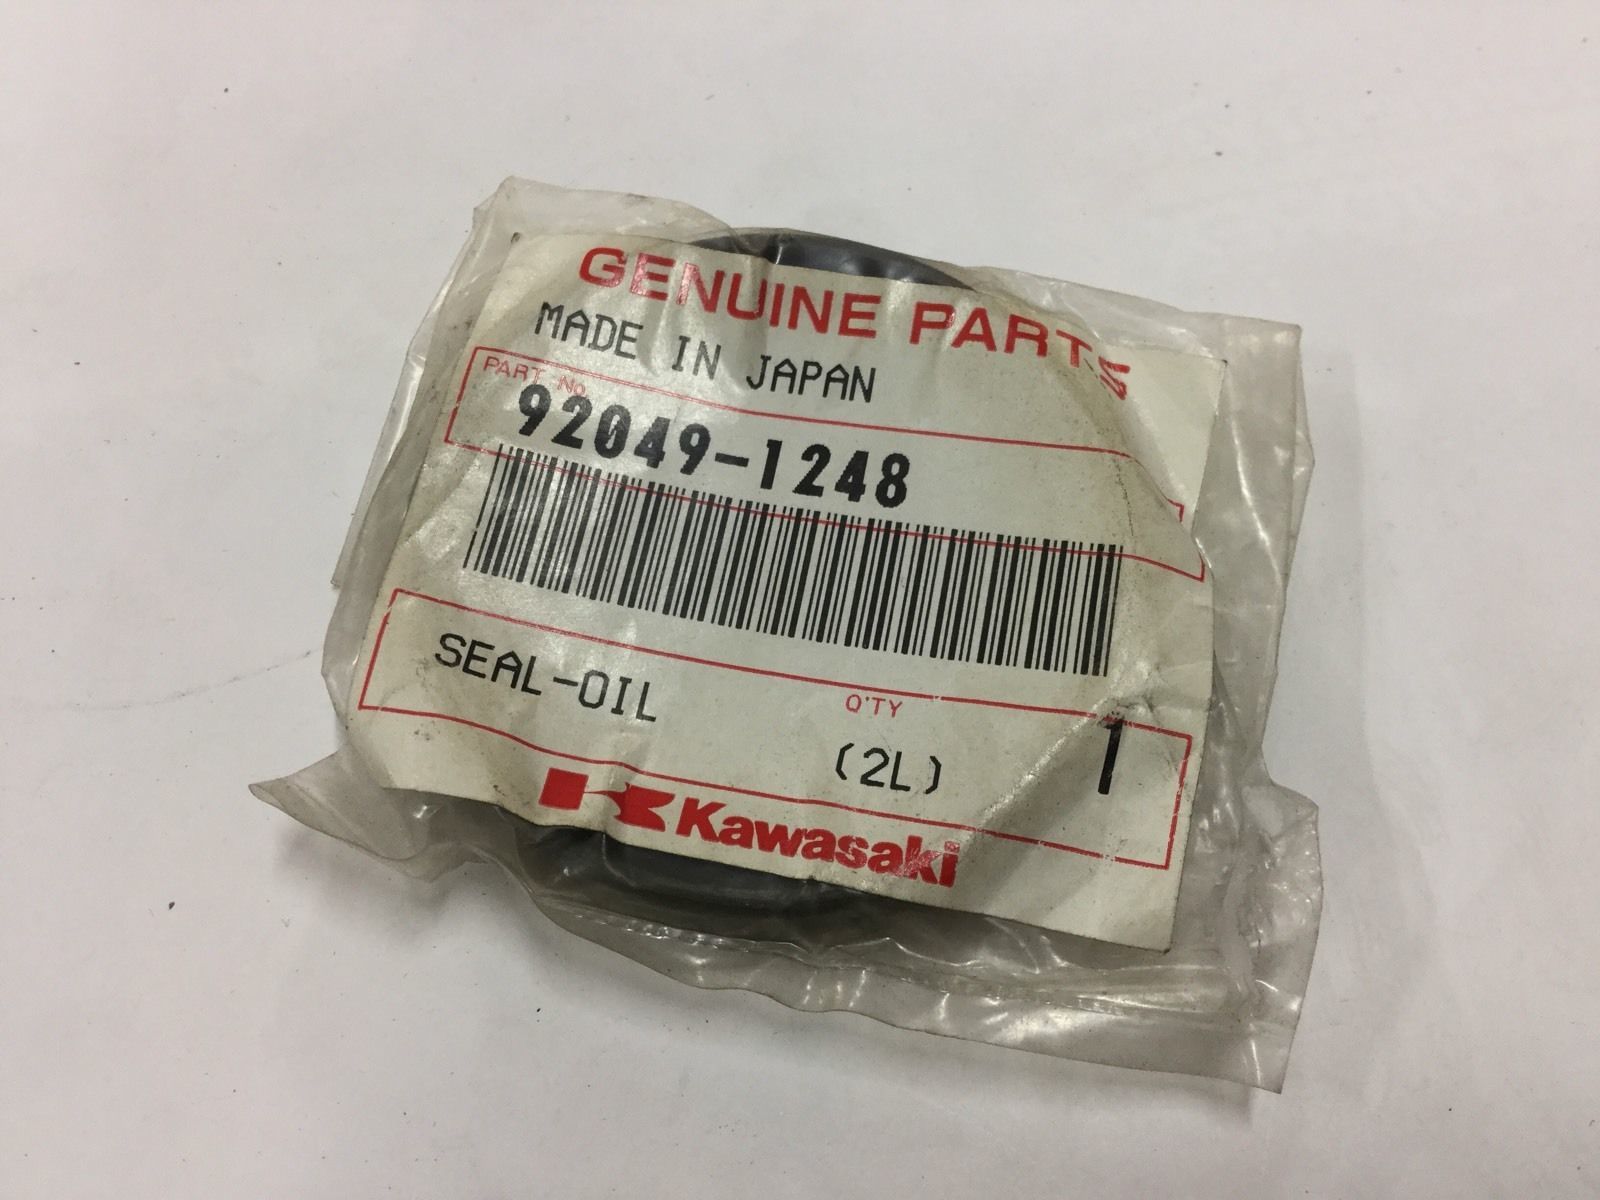 GENUINE PARTS
MADE IN JAPAN
PART No.
92049-1248
SEAL-OIL
Q'TY
(2L) 1
Kawasaki